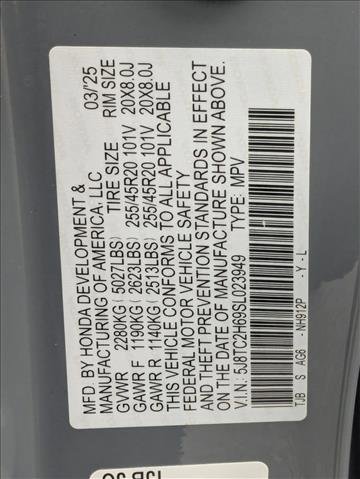 MFD. BY HONDA DEVELOPMENT & 03/'25
MANUFACTURING OF AMERICA, LLC
TIRE SIZE RIM SIZE
GVWR 2280KG ( 5027LBS)
GAWR F 1190KG ( 2623LBS) 255/45R20 101V 20X8.0J
GAWR R 1140KG ( 2513LBS) 255/45R20 101V 20X8.0J
THIS VEHICLE CONFORMS TO ALL APPLICABLE
FEDERAL MOTOR VEHICLE SAFETY
AND THEFT PREVENTION STANDARDS IN EFFECT
ON THE DATE OF MANUFACTURE SHOWN ABOVE.
V.I.N: 5J8TC2H69SL023949 TYPE: MPV
TJB S AG6 - NH912P - Y - L